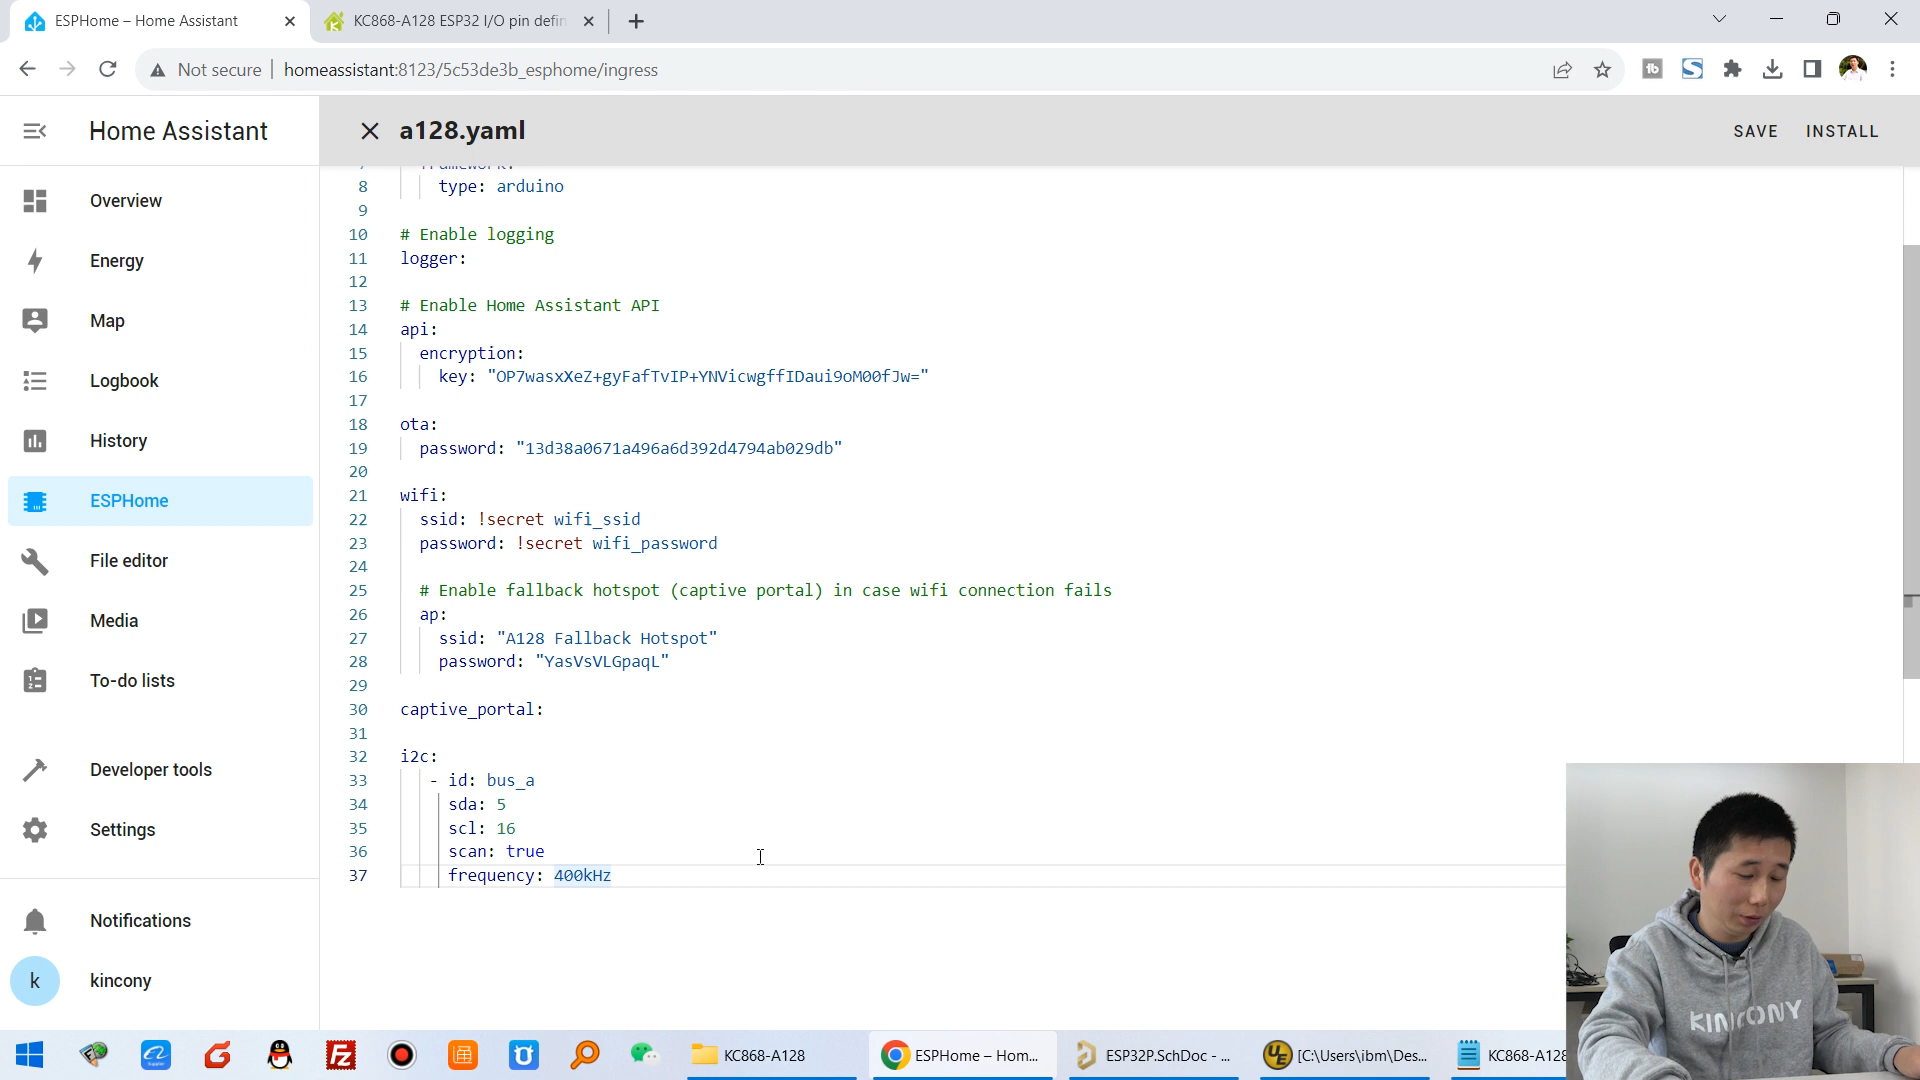 ESPHome – Home Assistant
KC868-A128 ESP32 I/O pin defin
Not secure
homeassistant:8123/5c53de3b_esphome/ingress
Home Assistant
a128.yaml
SAVE
INSTALL
Overview
Energy
Map
Logbook
History
ESPHome
File editor
Media
To-do lists
Developer tools
Settings
Notifications
k
kincony
8 type: arduino
9
10 # Enable logging
11 logger:
12
13 # Enable Home Assistant API
14 api:
15 encryption:
16 key: "OP7wasxXeZ+gyFafTvIP+YNVicwgffIDaui9oM00fJw="
17
18 ota:
19 password: "13d38a0671a496a6d392d4794ab029db"
20
21 wifi:
22 ssid: !secret wifi_ssid
23 password: !secret wifi_password
24
25 # Enable fallback hotspot (captive portal) in case wifi connection fails
26 ap:
27 ssid: "A128 Fallback Hotspot"
28 password: "YasVsVLGpaqL"
29
30 captive_portal:
31
32 i2c:
33 - id: bus_a
34 sda: 5
35 scl: 16
36 scan: true
37 frequency: 400kHz
KINCONY
KC868-A128
ESPHome – Hom...
ESP32P.SchDoc - ...
[C:\Users\ibm\Des...
KC868-A128